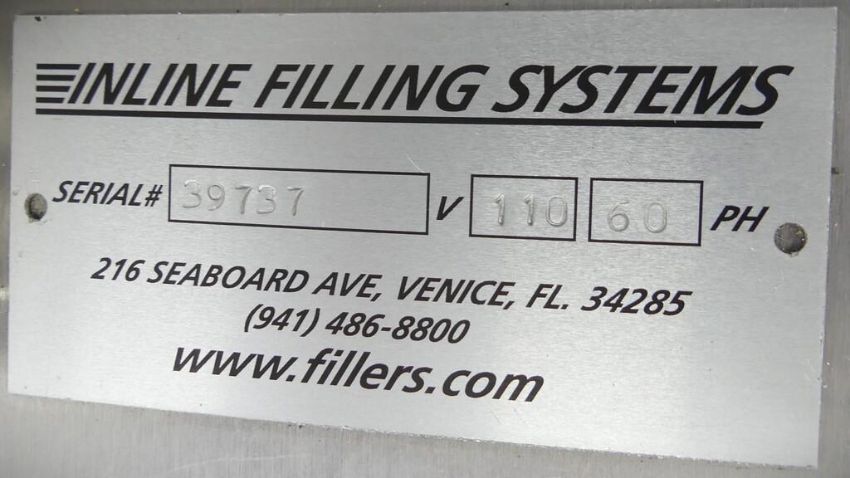 INLINE FILLING SYSTEMS
SERIAL# 39737 V 110 60 PH
216 SEABOARD AVE, VENICE, FL. 34285
(941) 486-8800
www.fillers.com